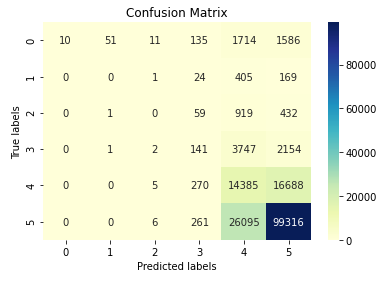 Confusion Matrix
0 10 51 11 135 1714 1586
1 0 0 1 24 405 169
2 0 1 0 59 919 432
3 0 1 2 141 3747 2154
4 0 0 5 270 14385 16688
5 0 0 6 261 26095 99316
0 1 2 3 4 5
Predicted labels
True labels
80000
60000
40000
20000
0